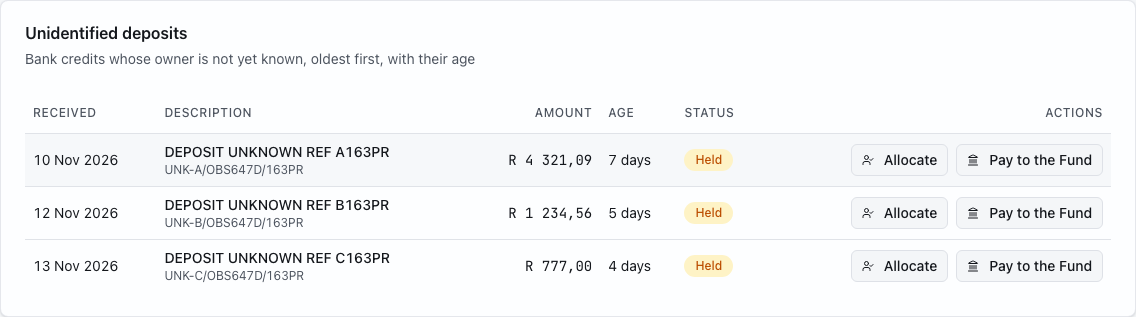 Unidentified deposits
Bank credits whose owner is not yet known, oldest first, with their age
RECEIVED DESCRIPTION AMOUNT AGE STATUS ACTIONS
10 Nov 2026 DEPOSIT UNKNOWN REF A163PR R 4 321,09 7 days Held Allocate Pay to the Fund
UNK-A/OBS647D/163PR
12 Nov 2026 DEPOSIT UNKNOWN REF B163PR R 1 234,56 5 days Held Allocate Pay to the Fund
UNK-B/OBS647D/163PR
13 Nov 2026 DEPOSIT UNKNOWN REF C163PR R 777,00 4 days Held Allocate Pay to the Fund
UNK-C/OBS647D/163PR